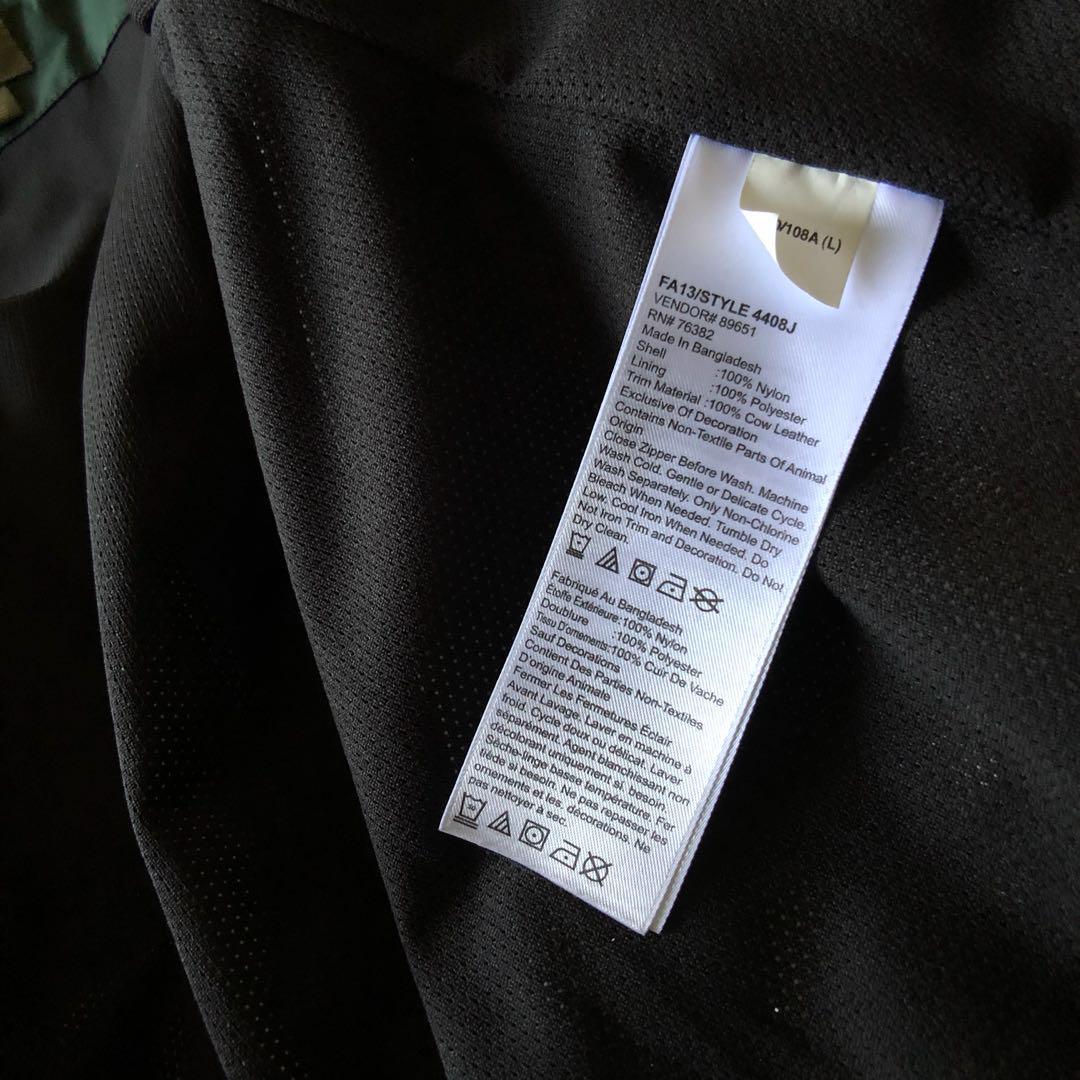 /108A (L)
FA13/STYLE 4408J
VENDOR# 89651
RN# 76382
Made In Bangladesh
Shell :100% Nylon
Lining :100% Polyester
Trim Material :100% Cow Leather
Exclusive Of Decoration
Contains Non-Textile Parts Of Animal
Origin
Close Zipper Before Wash. Machine
Wash Cold. Gentle or Delicate Cycle.
Wash Separately. Only Non-Chlorine
Bleach When Needed. Tumble Dry
Low. Cool Iron When Needed. Do
Not Iron Trim and Decoration. Do Not
Dry Clean.
Fabriqué Au Bangladesh
Étoffe Extérieure:100% Nylon
Doublure :100% Polyester
Tissu D'ornements:100% Cuir De Vache
Sauf Decorations
Contient Des Parties Non-Textiles
D'origine Animale
Fermer Les Fermetures Éclair
Avant Lavage. Laver en machine à
froid. Cycle doux ou délicat. Laver
séparément. Agent blanchissant non
décolorant uniquement si, besoin.
Sécher-linge basse température. Fer
tiède si besoin. Ne pas repasser les
ornements et les. décorations. Ne
pas nettoyer à sec.